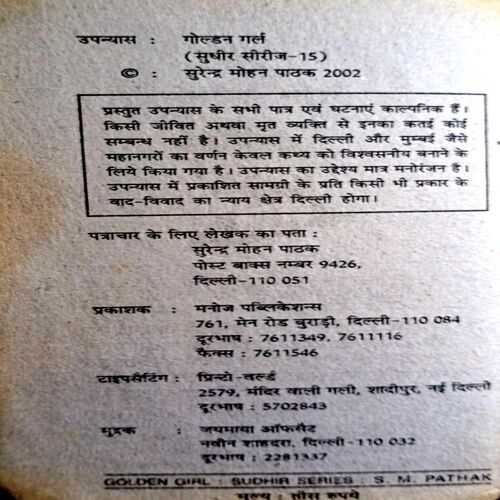 उपन्यास : गोल्डन गर्ल
(सुधीर सीरीज-15)
© : सुरेन्द्र मोहन पाठक 2002
प्रस्तुत उपन्यास के सभी पात्र एवं घटनाएं काल्पनिक हैं।
किसी जीवित अथवा मृत व्यक्ति से इनका कतई कोई
सम्बन्ध नहीं है। उपन्यास में दिल्ली और मुम्बई जैसे
महानगरों का वर्णन केवल कथ्य को विश्वसनीय बनाने के
लिये किया गया है। उपन्यास का उद्देश्य मात्र मनोरंजन है।
उपन्यास में प्रकाशित सामग्री के प्रति किसी भी प्रकार के
वाद-विवाद का न्याय क्षेत्र दिल्ली होगा।
पत्राचार के लिए लेखक का पता :
सुरेन्द्र मोहन पाठक
पोस्ट बाक्स नम्बर 9426,
दिल्ली-110 051
प्रकाशक : मनोज पब्लिकेशन्स
761, मेन रोड बुराड़ी, दिल्ली-110 084
दूरभाष : 7611349, 7611116
फैक्स : 7611546
टाइपसैटिंग : प्रिन्टो-वर्ल्ड
2579, मंदिर वाली गली, शादीपुर, नई दिल्ली
दूरभाष : 5702843
मुद्रक : जयमाया ऑफसैट
नवीन शाहदरा, दिल्ली-110 032
दूरभाष : 2281337
GOLDEN GIRL : SUDHIR SERIES : S. M. PATHAK
मूल्य : तीस रुपये